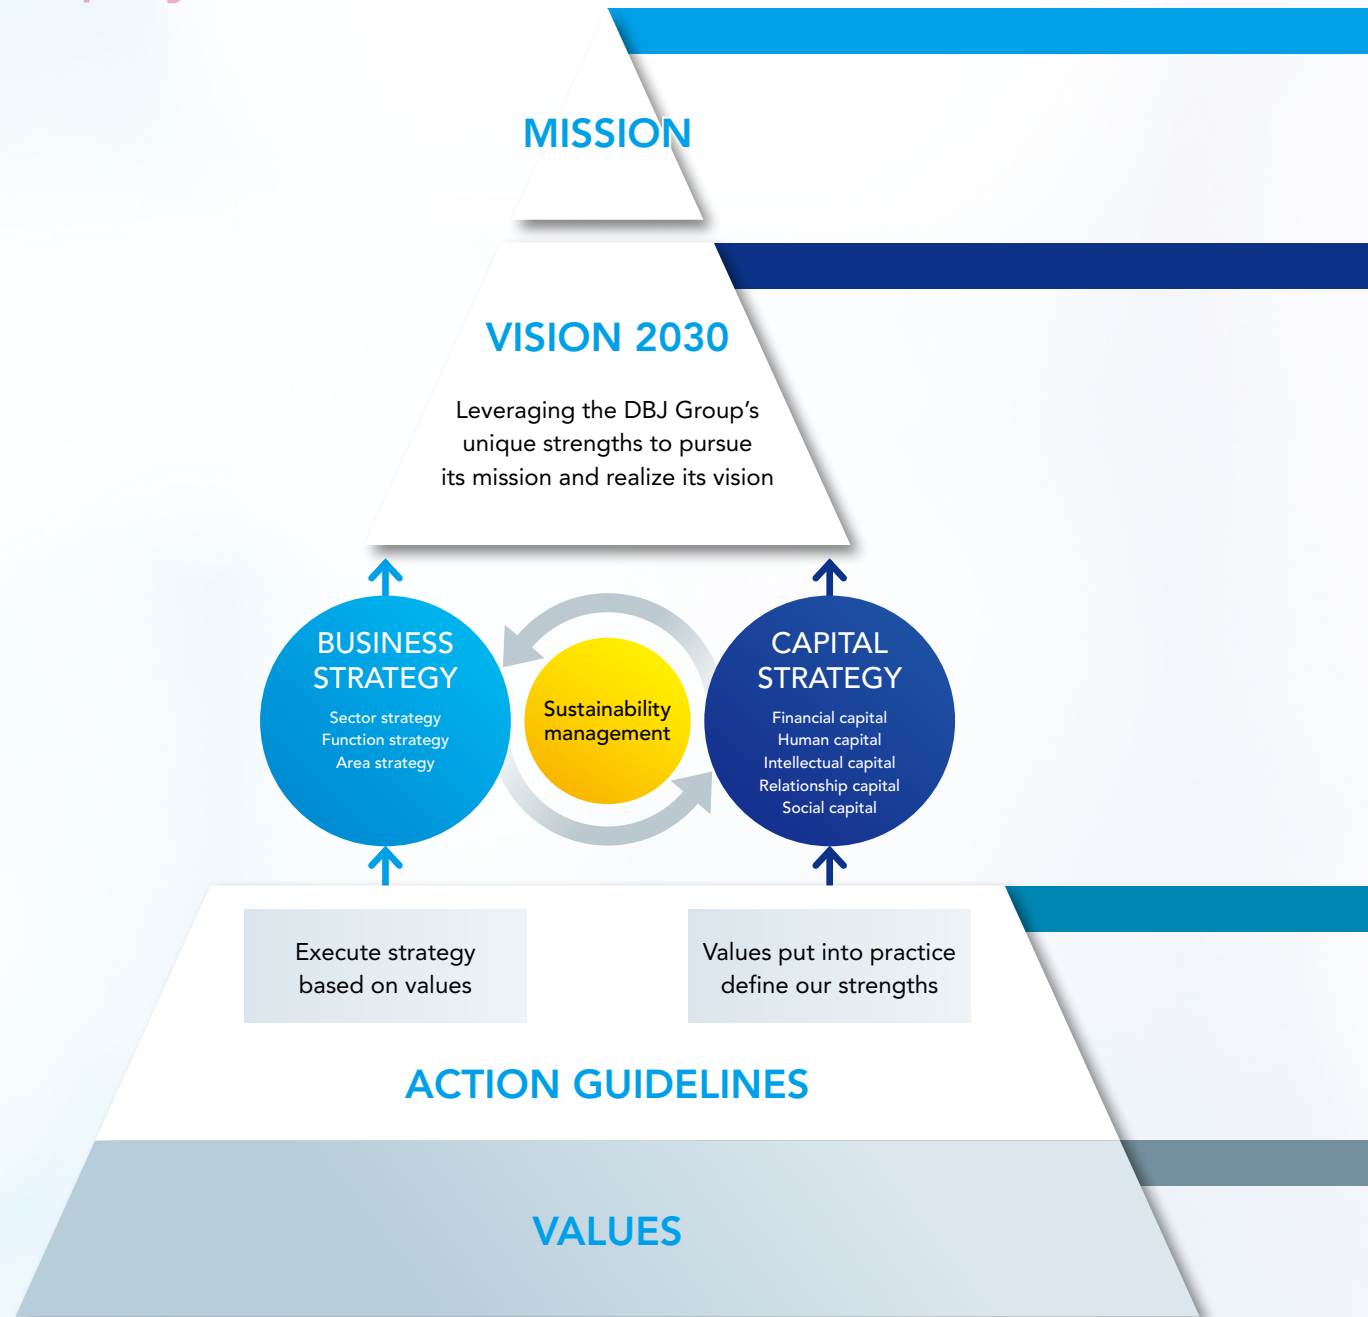 MISSION
VISION 2030
Leveraging the DBJ Group’s
unique strengths to pursue
its mission and realize its vision
BUSINESS
STRATEGY
Sector strategy
Function strategy
Area strategy
Sustainability
management
CAPITAL
STRATEGY
Financial capital
Human capital
Intellectual capital
Relationship capital
Social capital
Execute strategy
based on values
Values put into practice
define our strengths
ACTION GUIDELINES
VALUES